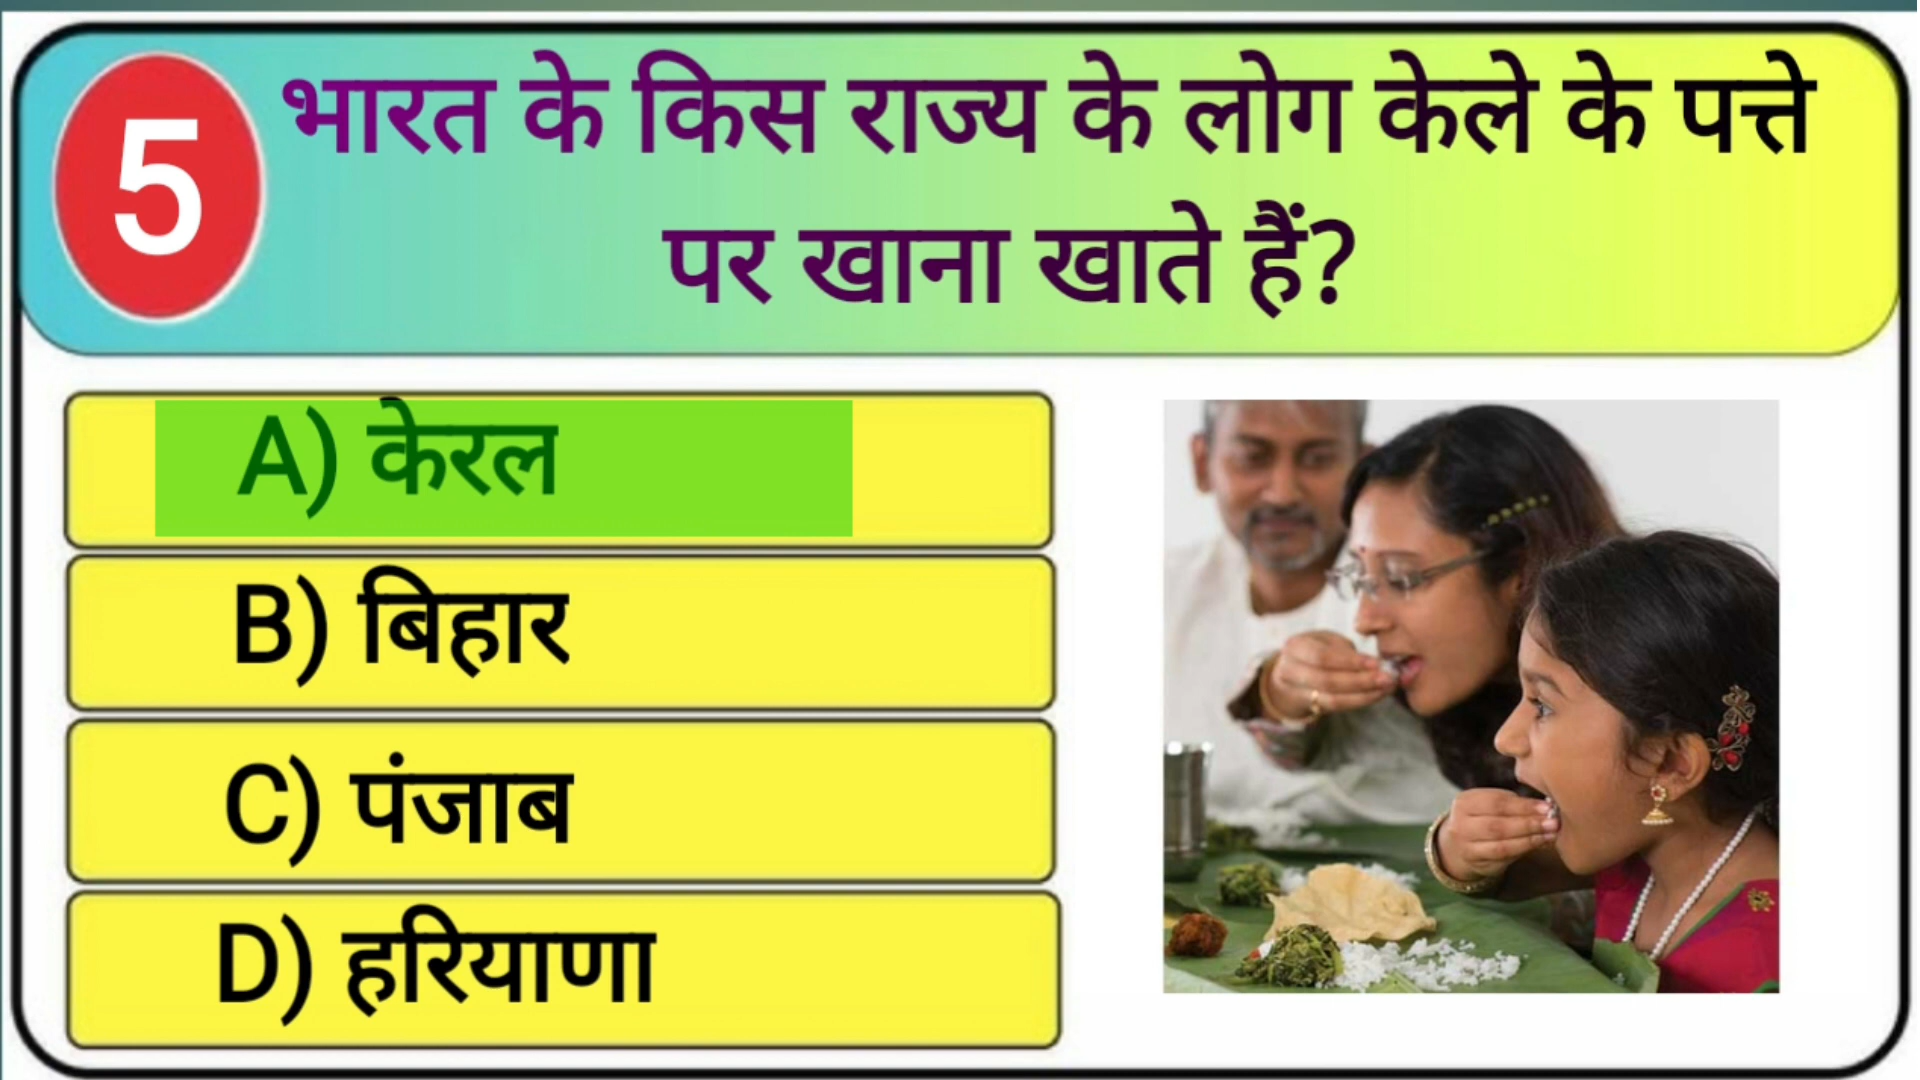 5
भारत के किस राज्य के लोग केले के पत्ते
पर खाना खाते हैं?
A) केरल
B) बिहार
C) पंजाब
D) हरियाणा